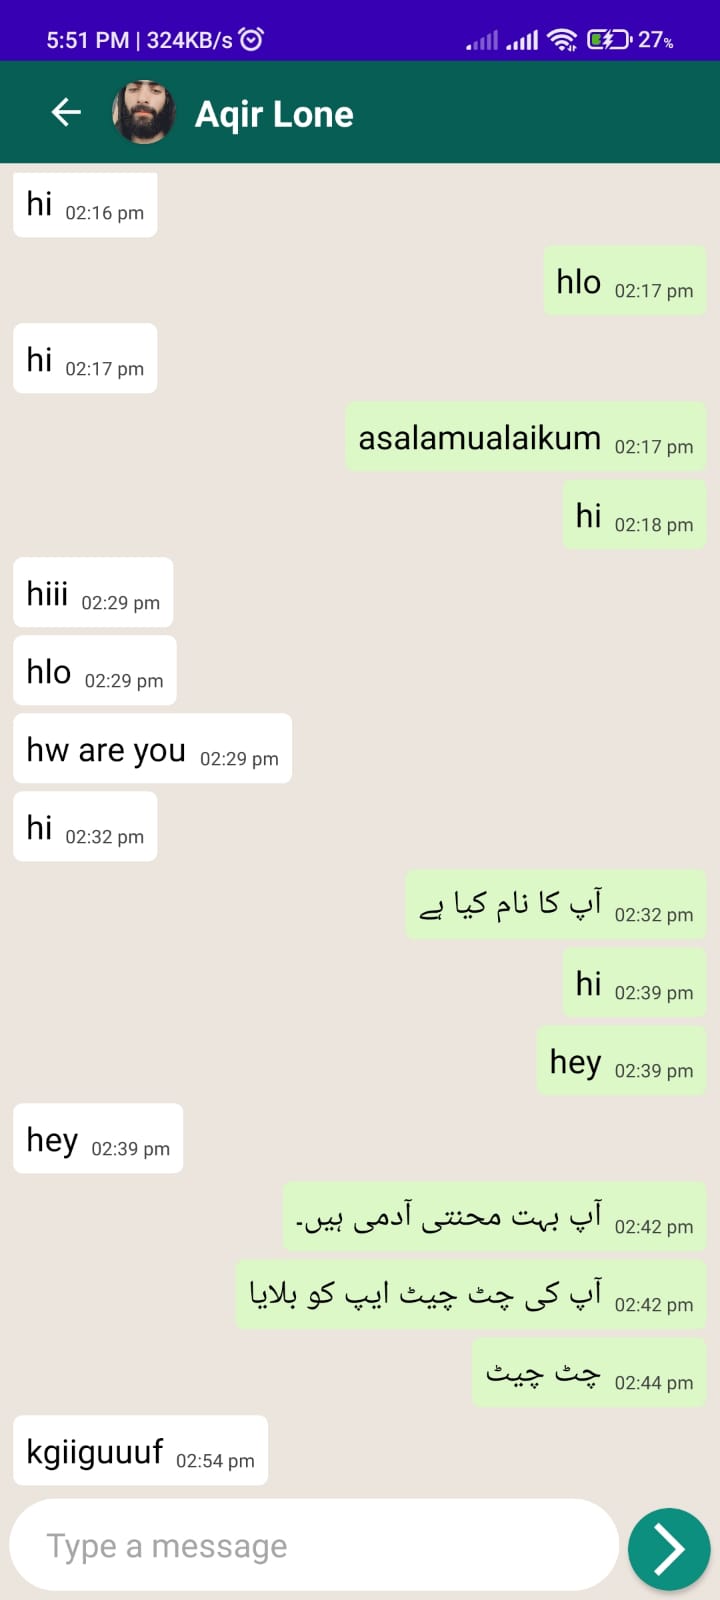 5:51 PM | 324KB/s 27%
Aqir Lone
hi 02:16 pm
hlo 02:17 pm
hi 02:17 pm
asalamualaikum 02:17 pm
hi 02:18 pm
hiii 02:29 pm
hlo 02:29 pm
hw are you 02:29 pm
hi 02:32 pm
آپ کا نام کیا ہے 02:32 pm
hi 02:39 pm
hey 02:39 pm
hey 02:39 pm
آپ بہت محنتی آدمی ہیں۔ 02:42 pm
آپ کی چٹ چیٹ ایپ کو بلایا 02:42 pm
چٹ چیٹ 02:44 pm
kgiiguuuf 02:54 pm
Type a message